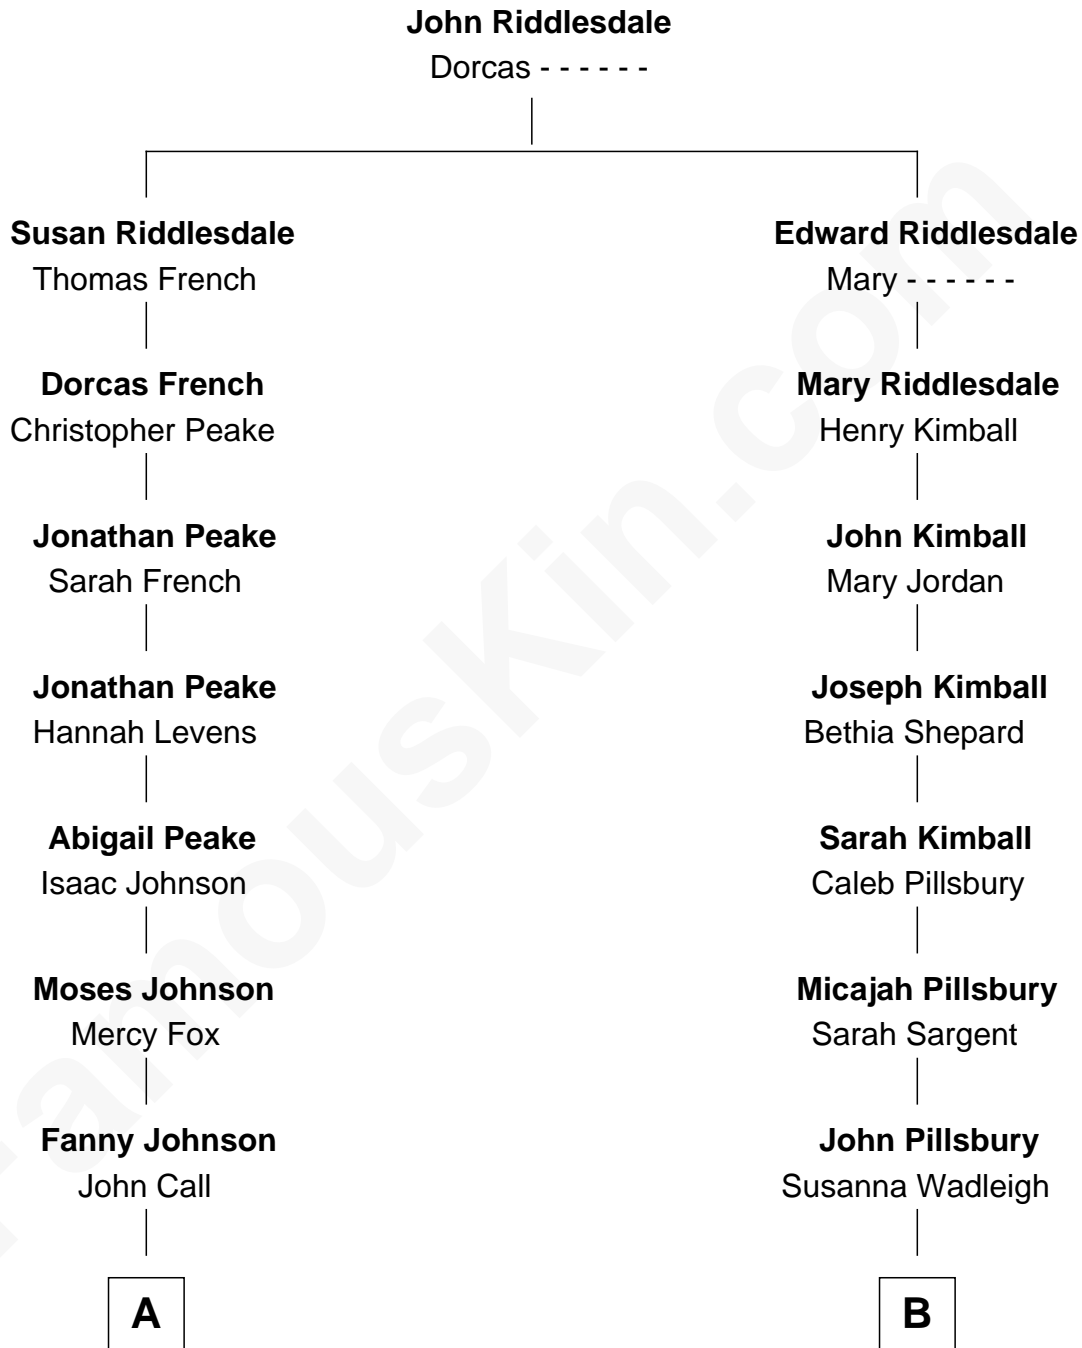 John Riddlesdale
Dorcas - - - - - -
Susan Riddlesdale
Thomas French
Edward Riddlesdale
Mary - - - - - -
Dorcas French
Christopher Peake
Mary Riddlesdale
Henry Kimball
Jonathan Peake
Sarah French
John Kimball
Mary Jordan
Jonathan Peake
Hannah Levens
Joseph Kimball
Bethia Shepard
Abigail Peake
Isaac Johnson
Sarah Kimball
Caleb Pillsbury
Moses Johnson
Mercy Fox
Micajah Pillsbury
Sarah Sargent
Fanny Johnson
John Call
John Pillsbury
Susanna Wadleigh
A
B
FamousKin.com